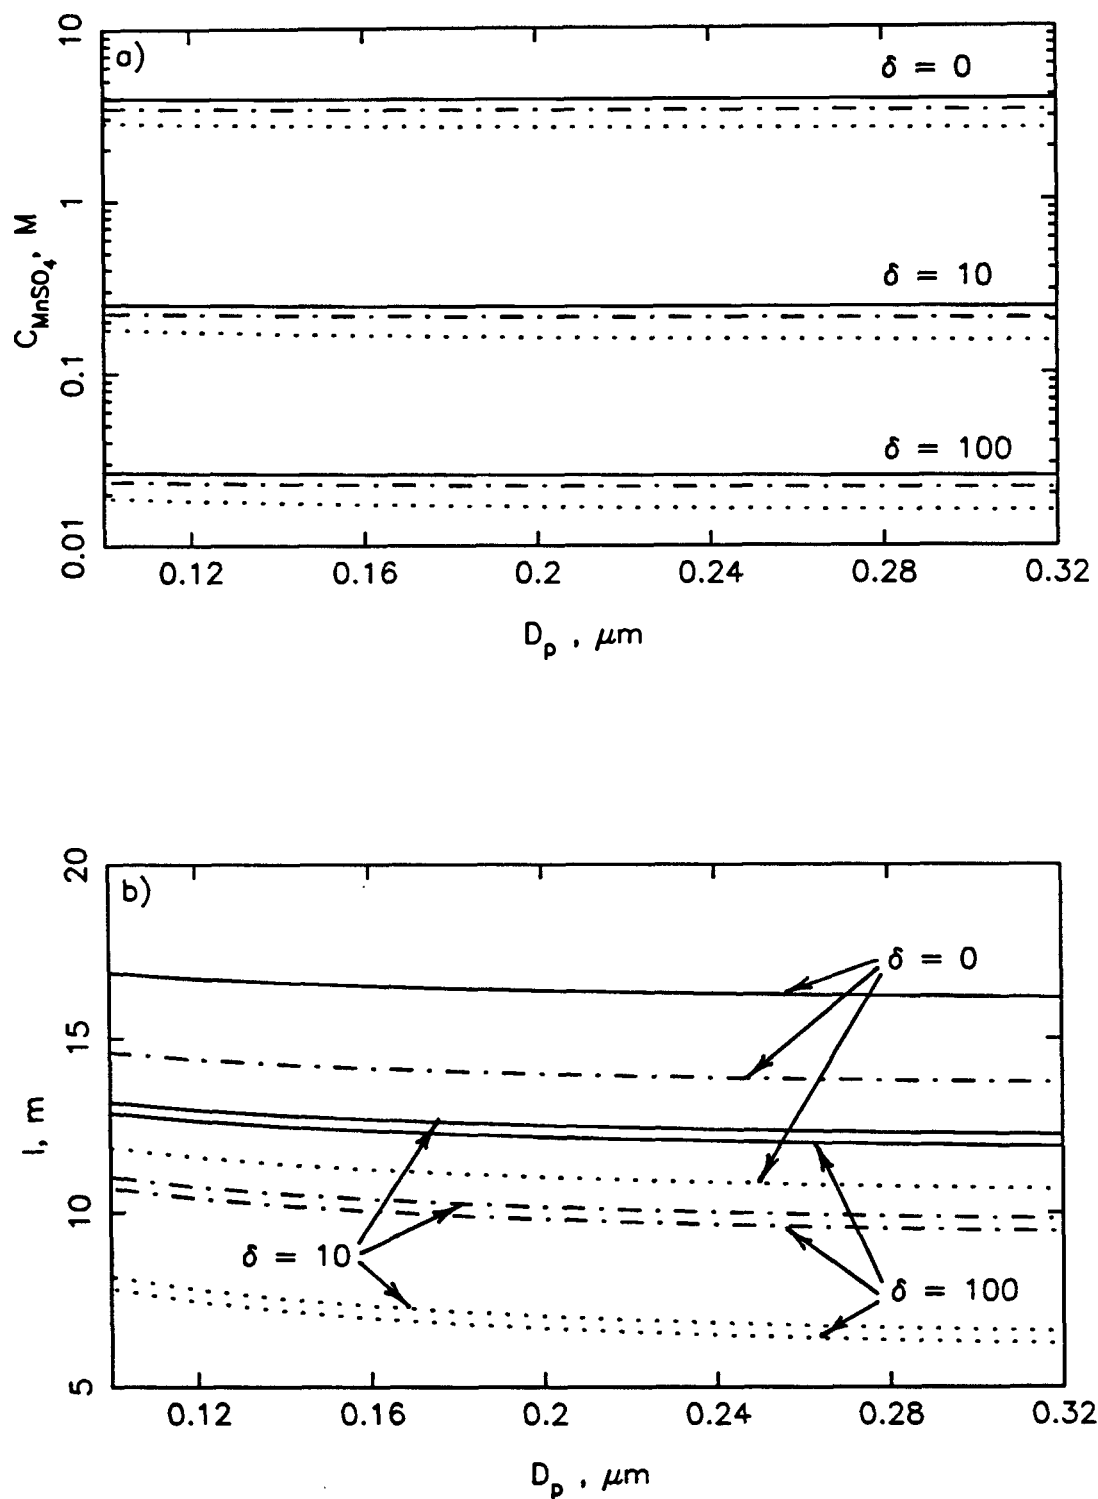 a)
10
1
0.1
0.01
C_MnSO₄, M
δ = 0
δ = 10
δ = 100
0.12 0.16 0.2 0.24 0.28 0.32
D_p , μm
b)
20
15
10
5
I, m
δ = 0
δ = 10
δ = 100
0.12 0.16 0.2 0.24 0.28 0.32
D_p , μm